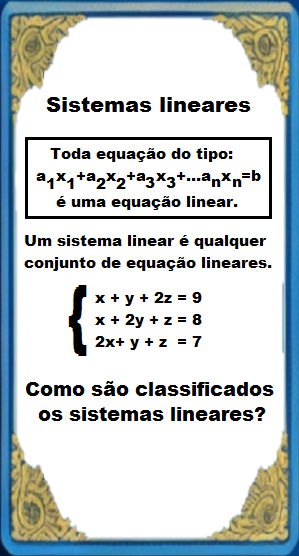 Sistemas lineares
Toda equação do tipo:
a₁x₁+a₂x₂+a₃x₃+...aₙxₙ=b
é uma equação linear.
Um sistema linear é qualquer
conjunto de equação lineares.
x + y + 2z = 9
x + 2y + z = 8
2x+ y + z = 7
Como são classificados
os sistemas lineares?